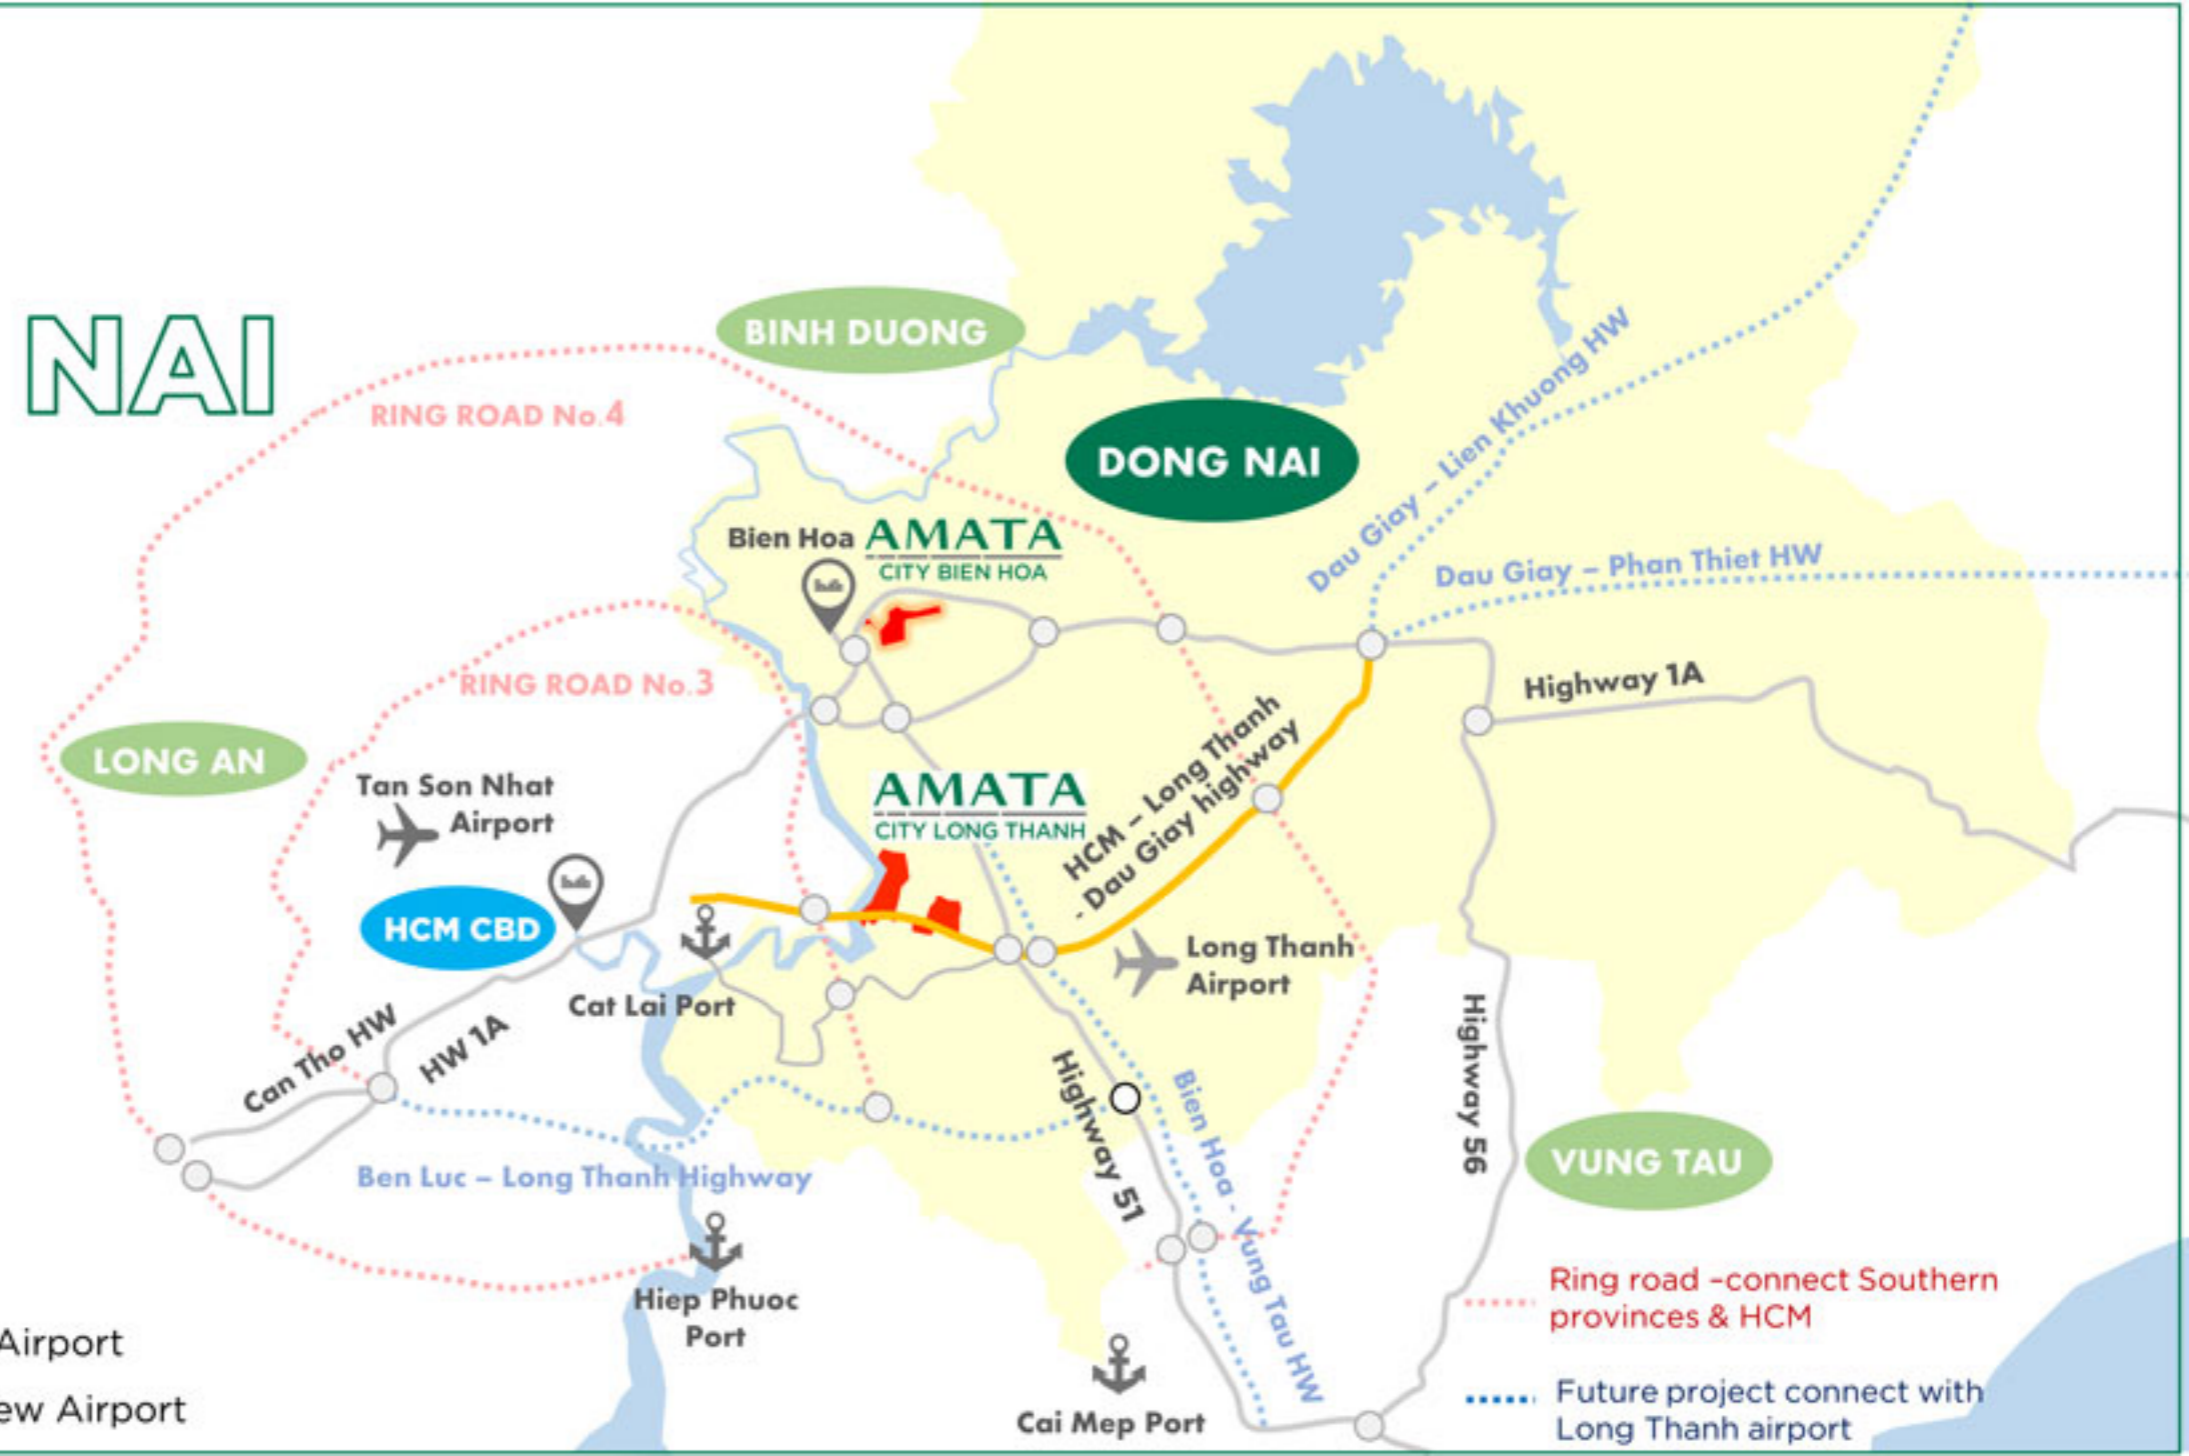 NAI
BINH DUONG
RING ROAD No.4
DONG NAI
Dau Giay – Lien Khuong HW
Dau Giay – Phan Thiet HW
Bien Hoa
AMATA
CITY BIEN HOA
RING ROAD No.3
Highway 1A
LONG AN
Tan Son Nhat
Airport
AMATA
CITY LONG THANH
HCM – Long Thanh
- Dau Giay highway
HCM CBD
Long Thanh
Airport
Cat Lai Port
Can Tho HW
HW 1A
Highway 51
Bien Hoa - Vung Tau HW
Highway 56
VUNG TAU
Ben Luc – Long Thanh Highway
Hiep Phuoc
Port
Cai Mep Port
Ring road –connect Southern
provinces & HCM
Future project connect with
Long Thanh airport
Airport
ew Airport